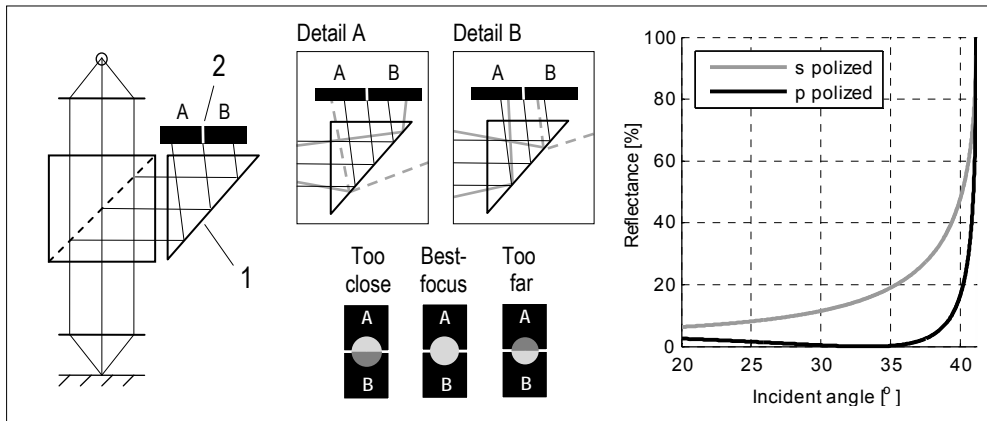 2
A B
1
Detail A
A B
Detail B
A B
Too close
Best-focus
Too far
A
B
A
B
A
B
s polized
p polized
Reflectance [%]
100
80
60
40
20
0
20 25 30 35 40
Incident angle [º]